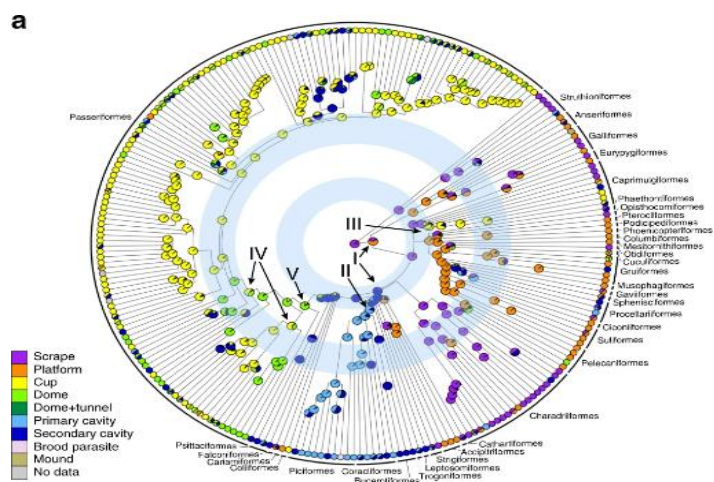 a
Struthioniformes
Anseriformes
Galliformes
Eurypygiformes
Caprimulgiformes
Phaethontiformes
Opisthocomiformes
Pterocliformes
Podicipediformes
Phoenicopteriformes
Columbiformes
Mesitornithiformes
Otidiformes
Cuculiformes
Gruiformes
Musophagiformes
Gaviiformes
Sphenisciformes
Procellariiformes
Ciconiiformes
Suliformes
Pelecaniformes
Charadriiformes
Cathartiformes
Accipitriformes
Strigiformes
Leptosomiformes
Trogoniformes
Bucerotiformes
Coraciiformes
Piciformes
Coliiformes
Cariamiformes
Falconiformes
Psittaciformes
Passeriformes
III
I
II
IV
V
Scrape
Platform
Cup
Dome
Dome+tunnel
Primary cavity
Secondary cavity
Brood parasite
Mound
No data